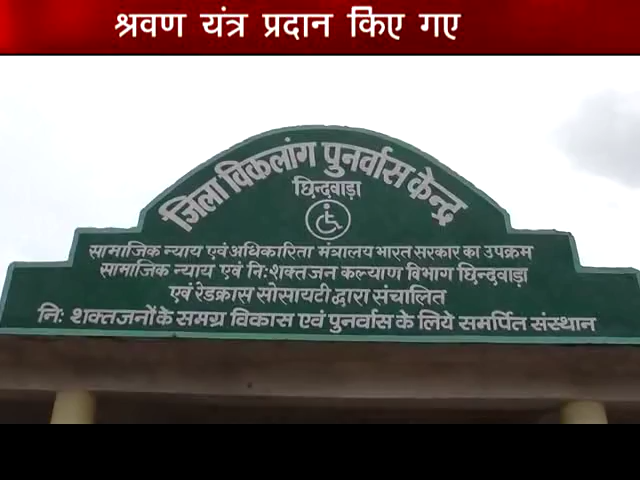 श्रवण यंत्र प्रदान किए गए
जिला विकलांग पुनर्वास केन्द्र
छिन्दवाड़ा
सामाजिक न्याय एवं अधिकारिता मंत्रालय भारत सरकार का उपक्रम
सामाजिक न्याय एवं निःशक्तजन कल्याण विभाग छिन्दवाड़ा
एवं रेडक्रास सोसायटी द्वारा संचालित
निः शक्तजनों के समग्र विकास एवं पुनर्वास के लिये समर्पित संस्थान